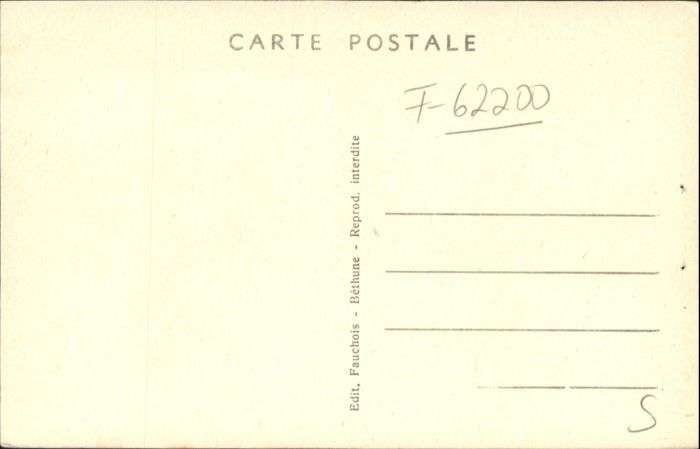 CARTE POSTALE
F-62200
Edit. Fauchois - Béthune - Reprod. interdite
S